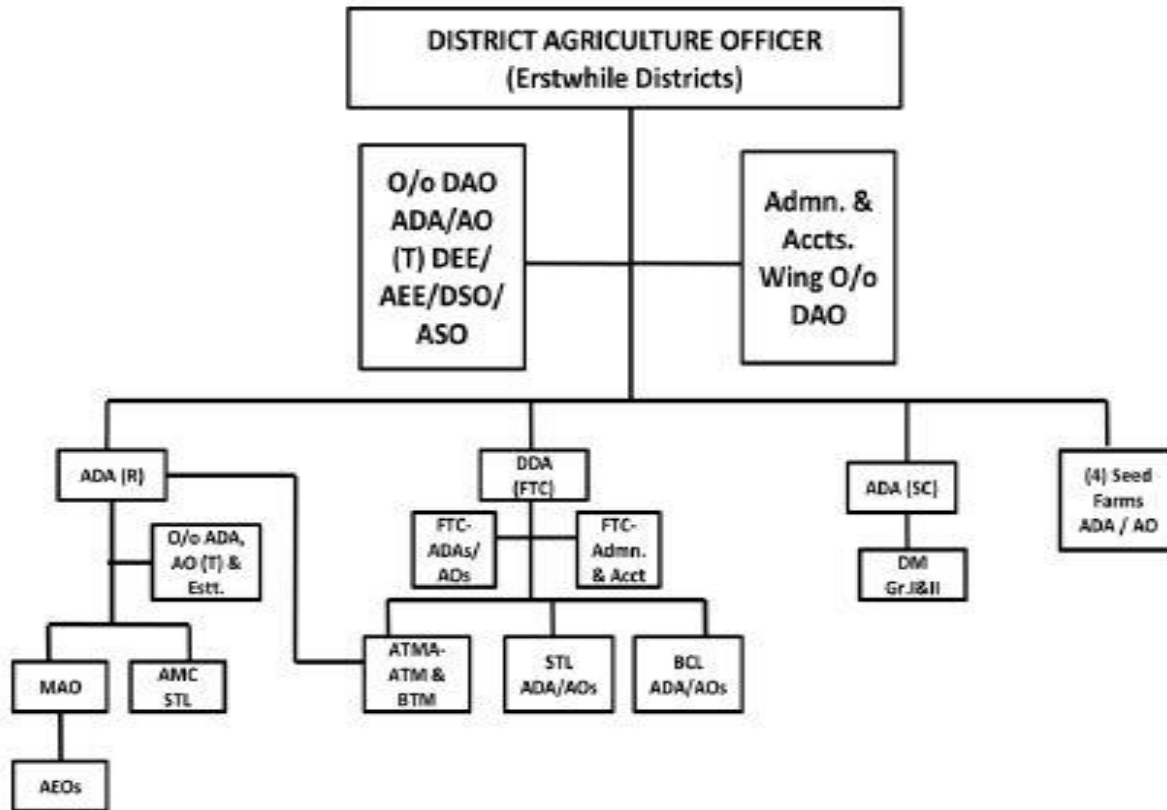 DISTRICT AGRICULTURE OFFICER
(Erstwhile Districts)
O/o DAO
ADA/AO
(T) DEE/
AEE/DSO/
ASO
Admn. &
Accts.
Wing O/o
DAO
ADA (R)
DDA
(FTC)
ADA (SC)
(4) Seed
Farms
ADA / AO
O/o ADA,
AO (T) &
Estt.
FTC-
ADAs/
AOs
FTC-
Admn.
& Acct
DM
Gr.I&II
MAO
AMC
STL
ATMA-
ATM &
BTM
STL
ADA/AOs
BCL
ADA/AOs
AEOs